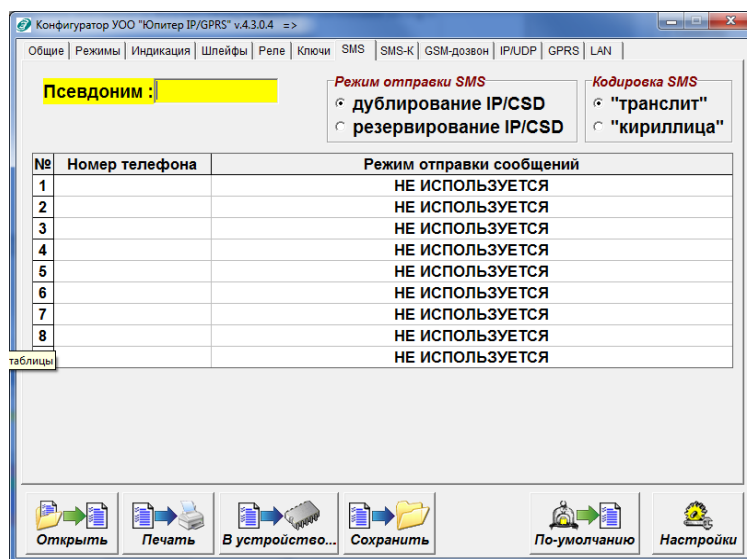 Конфигуратор УОО "Юпитер IP/GPRS" v.4.3.0.4 =>
Общие Режимы Индикация Шлейфы Реле Ключи SMS SMS-K GSM-дозвон IP/UDP GPRS LAN
Псевдоним :
Режим отправки SMS
дублирование IP/CSD
резервирование IP/CSD
Кодировка SMS
"транслит"
"кириллица"
№ Номер телефона Режим отправки сообщений
1 НЕ ИСПОЛЬЗУЕТСЯ
2 НЕ ИСПОЛЬЗУЕТСЯ
3 НЕ ИСПОЛЬЗУЕТСЯ
4 НЕ ИСПОЛЬЗУЕТСЯ
5 НЕ ИСПОЛЬЗУЕТСЯ
6 НЕ ИСПОЛЬЗУЕТСЯ
7 НЕ ИСПОЛЬЗУЕТСЯ
8 НЕ ИСПОЛЬЗУЕТСЯ
таблицы НЕ ИСПОЛЬЗУЕТСЯ
Открыть Печать В устройство... Сохранить По-умолчанию Настройки